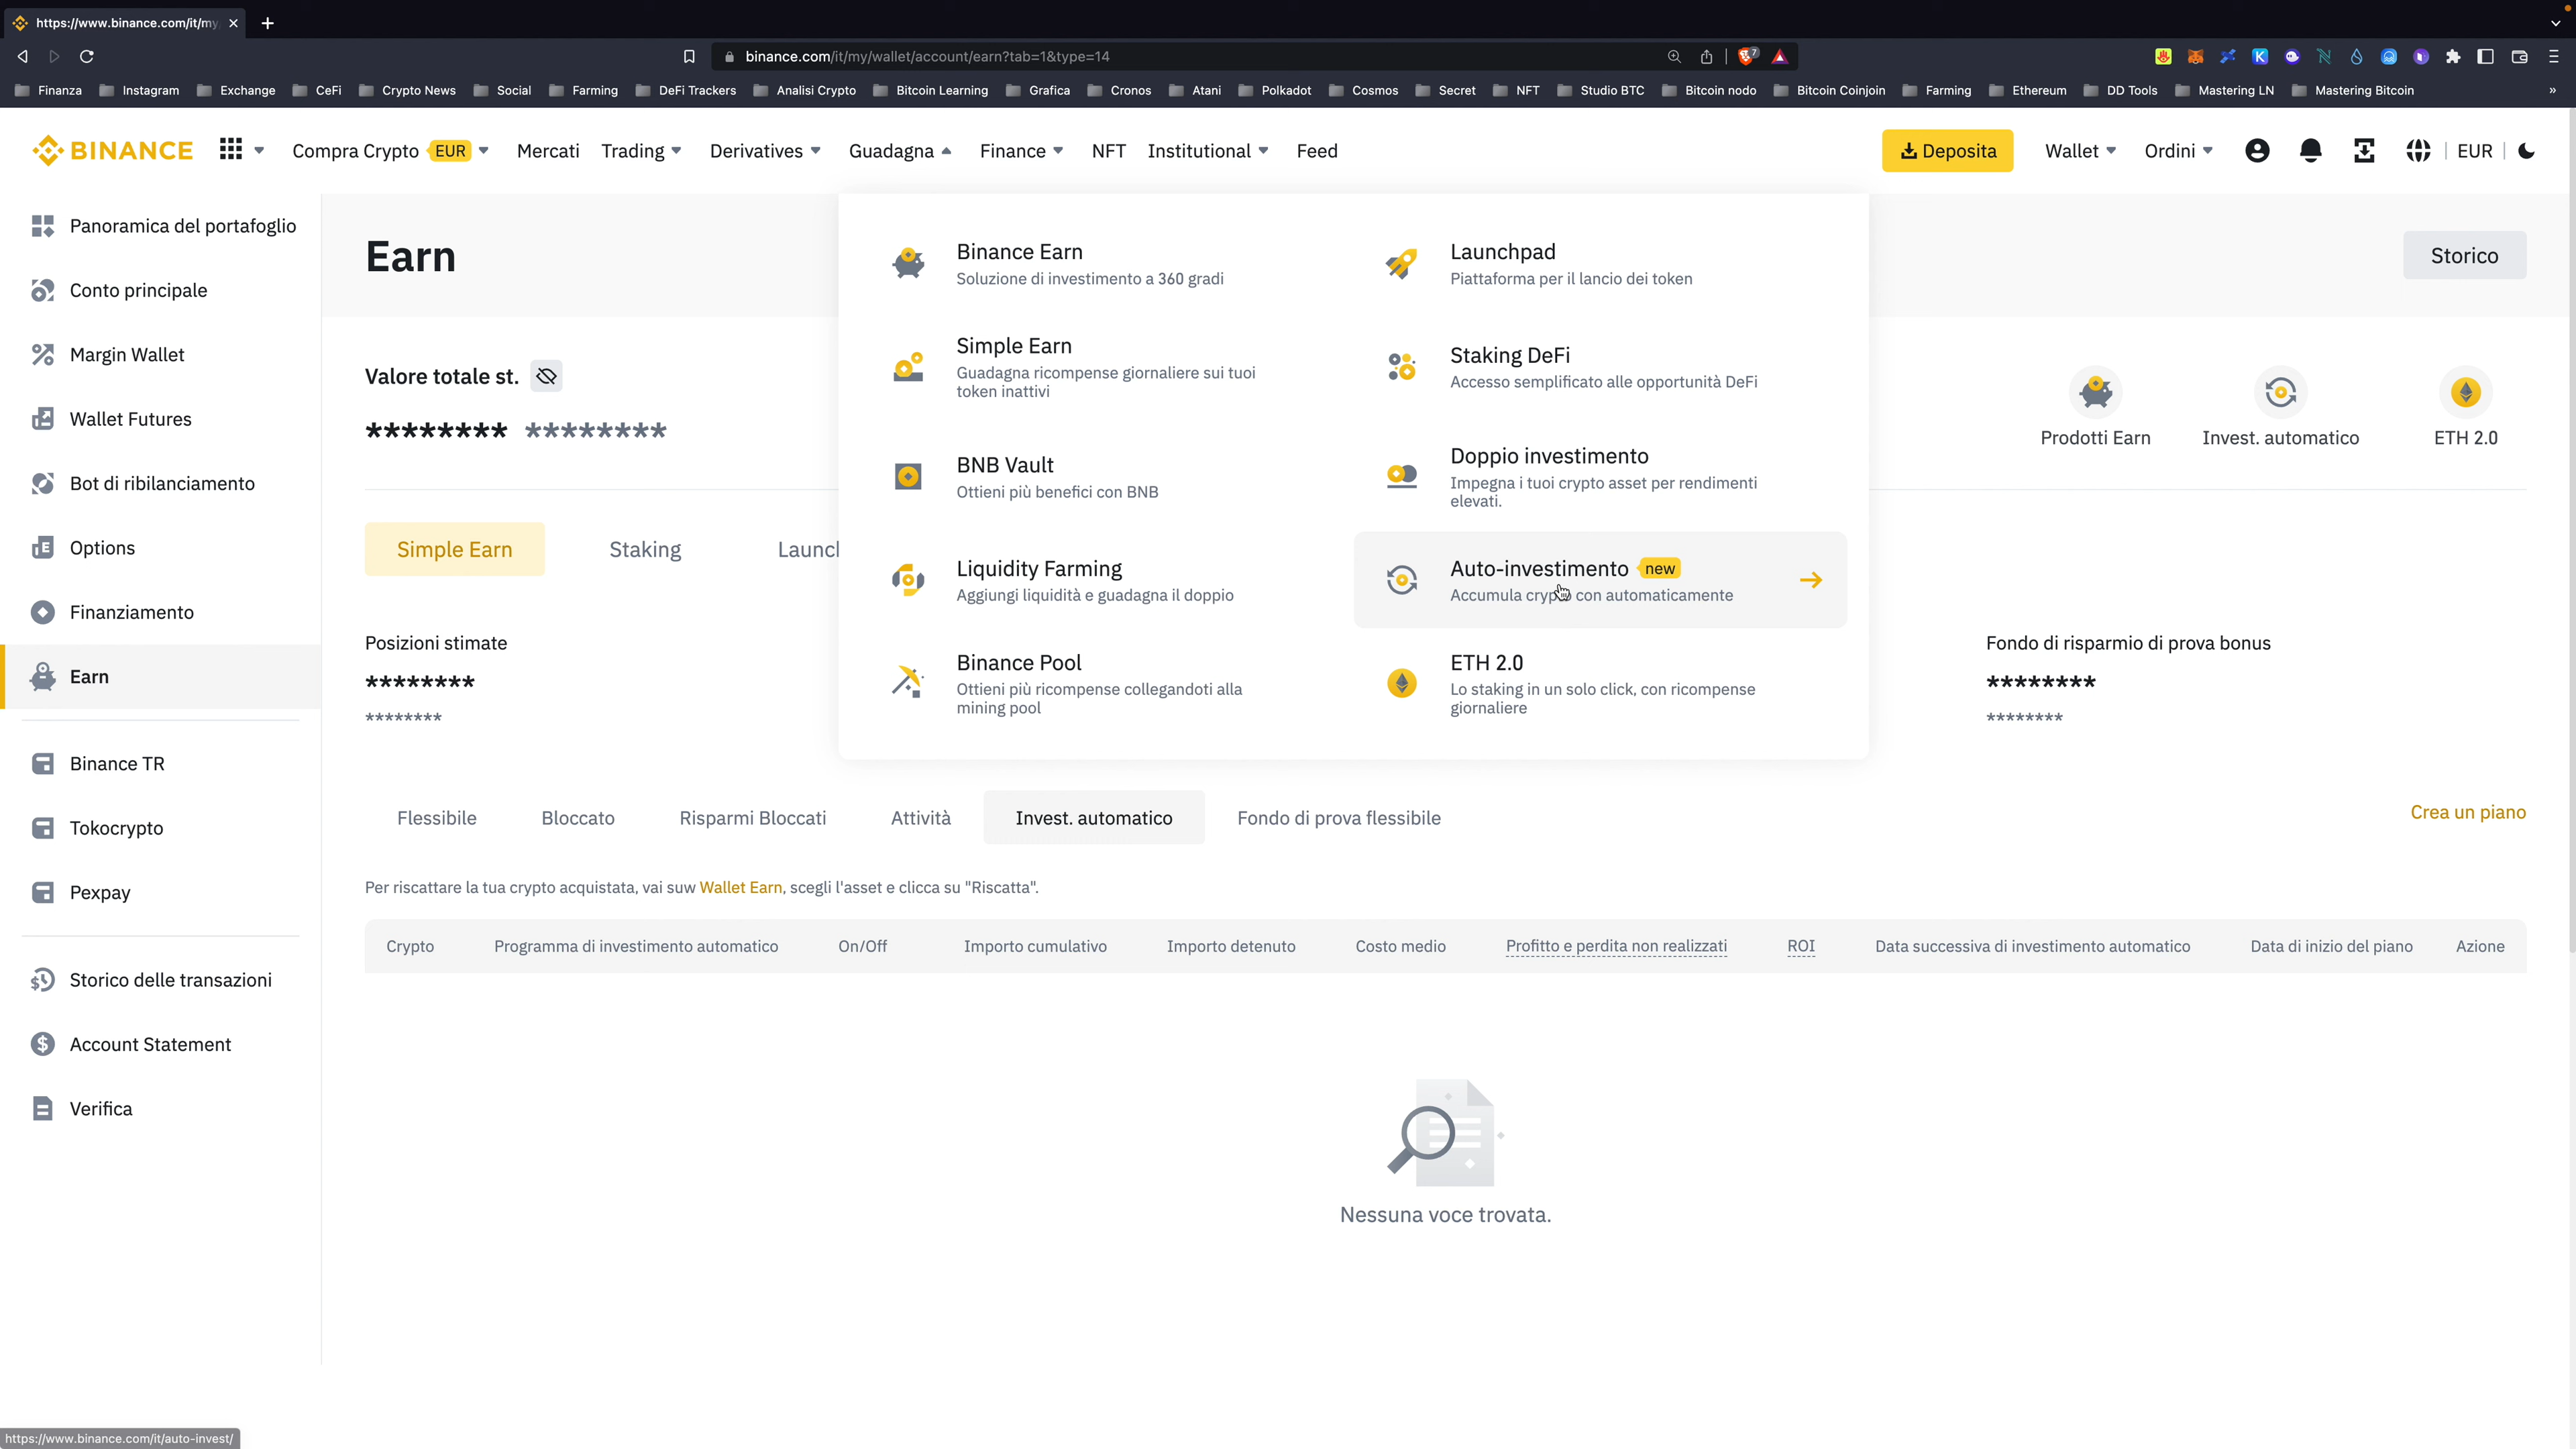 https://www.binance.com/it/my
binance.com/it/my/wallet/account/earn?tab=1&type=14
7
Finanza Instagram Exchange CeFi Crypto News Social Farming DeFi Trackers Analisi Crypto Bitcoin Learning Grafica Cronos Atani Polkadot Cosmos Secret NFT Studio BTC Bitcoin nodo Bitcoin Coinjoin Farming Ethereum DD Tools Mastering LN Mastering Bitcoin »
BINANCE Compra Crypto EUR Mercati Trading Derivatives Guadagna Finance NFT Institutional Feed Deposita Wallet Ordini EUR
Panoramica del portafoglio
Conto principale
Margin Wallet
Wallet Futures
Bot di ribilanciamento
Options
Finanziamento
Earn
Binance TR
Tokocrypto
Pexpay
Storico delle transazioni
Account Statement
Verifica
Earn
Storico
Valore totale st.
******** ********
Prodotti Earn Invest. automatico ETH 2.0
Simple Earn Staking Launch
Posizioni stimate
********
********
Fondo di risparmio di prova bonus
********
********
Binance Earn
Soluzione di investimento a 360 gradi
Launchpad
Piattaforma per il lancio dei token
Simple Earn
Guadagna ricompense giornaliere sui tuoi
token inattivi
Staking DeFi
Accesso semplificato alle opportunità DeFi
BNB Vault
Ottieni più benefici con BNB
Doppio investimento
Impegna i tuoi crypto asset per rendimenti
elevati.
Liquidity Farming
Aggiungi liquidità e guadagna il doppio
Auto-investimento new
Accumula crypto con automaticamente
Binance Pool
Ottieni più ricompense collegandoti alla
mining pool
ETH 2.0
Lo staking in un solo click, con ricompense
giornaliere
Flessibile Bloccato Risparmi Bloccati Attività Invest. automatico Fondo di prova flessibile Crea un piano
Per riscattare la tua crypto acquistata, vai suw Wallet Earn, scegli l'asset e clicca su "Riscatta".
Crypto Programma di investimento automatico On/Off Importo cumulativo Importo detenuto Costo medio Profitto e perdita non realizzati ROI Data successiva di investimento automatico Data di inizio del piano Azione
Nessuna voce trovata.
https://www.binance.com/it/auto-invest/